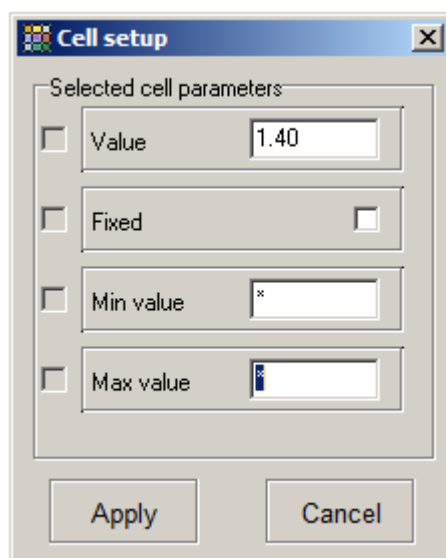 Cell setup
Selected cell parameters
Value 1.40
Fixed
Min value *
Max value *
Apply Cancel